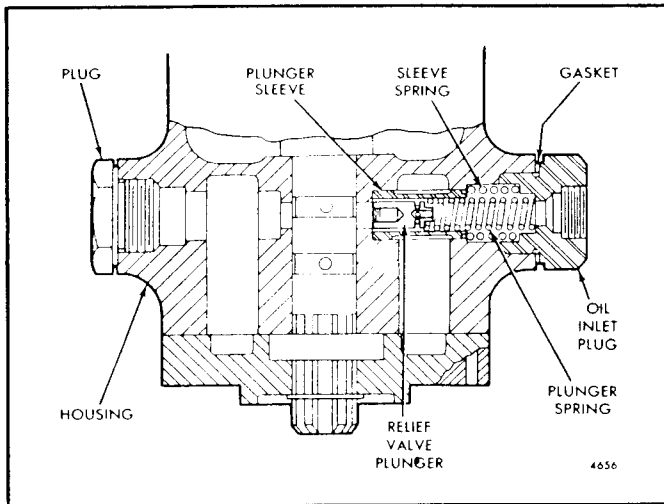 PLUG
PLUNGER
SLEEVE
SLEEVE
SPRING
GASKET
HOUSING
RELIEF
VALVE
PLUNGER
OIL
INLET
PLUG
PLUNGER
SPRING
4656